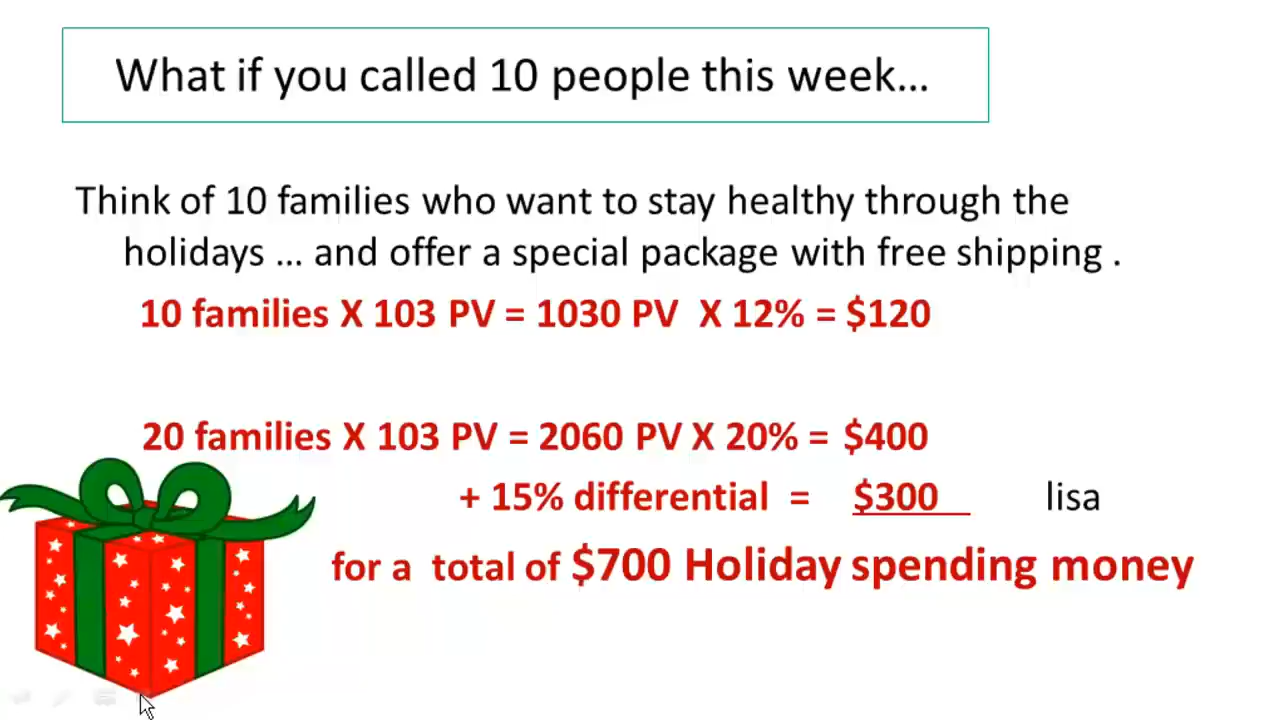 What if you called 10 people this week…
Think of 10 families who want to stay healthy through the
holidays … and offer a special package with free shipping .
10 families X 103 PV = 1030 PV X 12% = $120
20 families X 103 PV = 2060 PV X 20% = $400
+ 15% differential = $300 lisa
for a total of $700 Holiday spending money